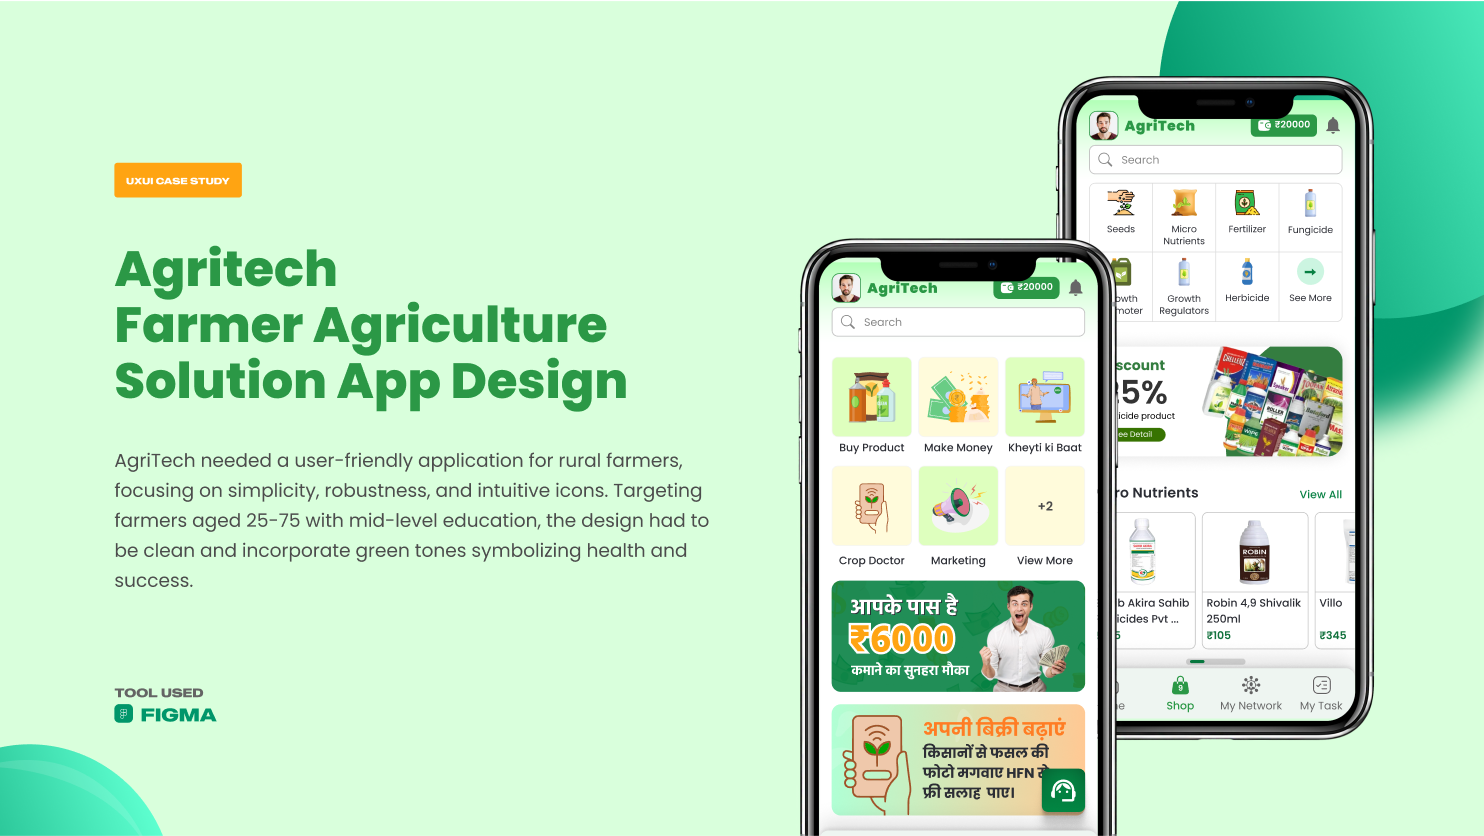 UXUI CASE STUDY
Agritech
Farmer Agriculture
Solution App Design
AgriTech needed a user-friendly application for rural farmers,
focusing on simplicity, robustness, and intuitive icons. Targeting
farmers aged 25-75 with mid-level education, the design had to
be clean and incorporate green tones symbolizing health and
success.
TOOL USED
FIGMA
AgriTech
₹20000
Search
Buy Product
Make Money
Kheyti ki Baat
+2
Crop Doctor
Marketing
View More
आपके पास है
₹6000
कमाने का सुनहरा मौका
अपनी बिक्री बढ़ाएं
किसानों से फसल की
फोटो मगवाए HFN से
फ्री सलाह पाए।
AgriTech
₹20000
Search
Seeds
Micro
Nutrients
Fertilizer
Fungicide
Growth
Regulators
Herbicide
See More
scount
5%
icide product
ee Detail
ro Nutrients
View All
ROBIN
b Akira Sahib
icides Pvt ...
5
Robin 4,9 Shivalik
250ml
₹105
Villo
₹345
9
Shop
My Network
My Task